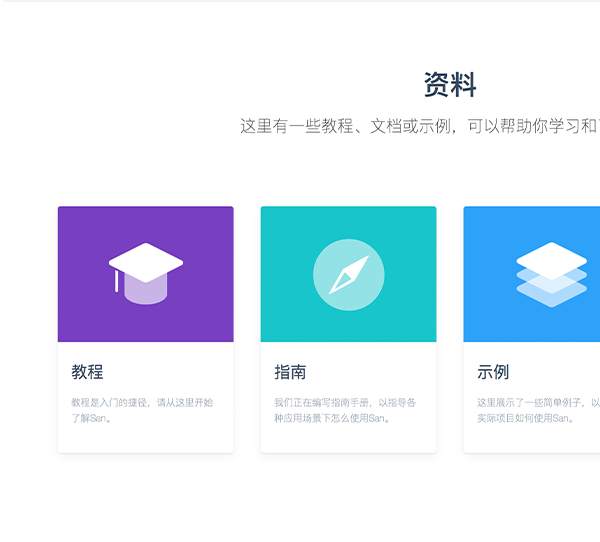 资料
这里有一些教程、文档或示例，可以帮助你学习和
教程
教程是入门的捷径，请从这里开始
了解San。
指南
我们正在编写指南手册，以指导各
种应用场景下怎么使用San。
示例
这里展示了一些简单例子，以
实际项目如何使用San。